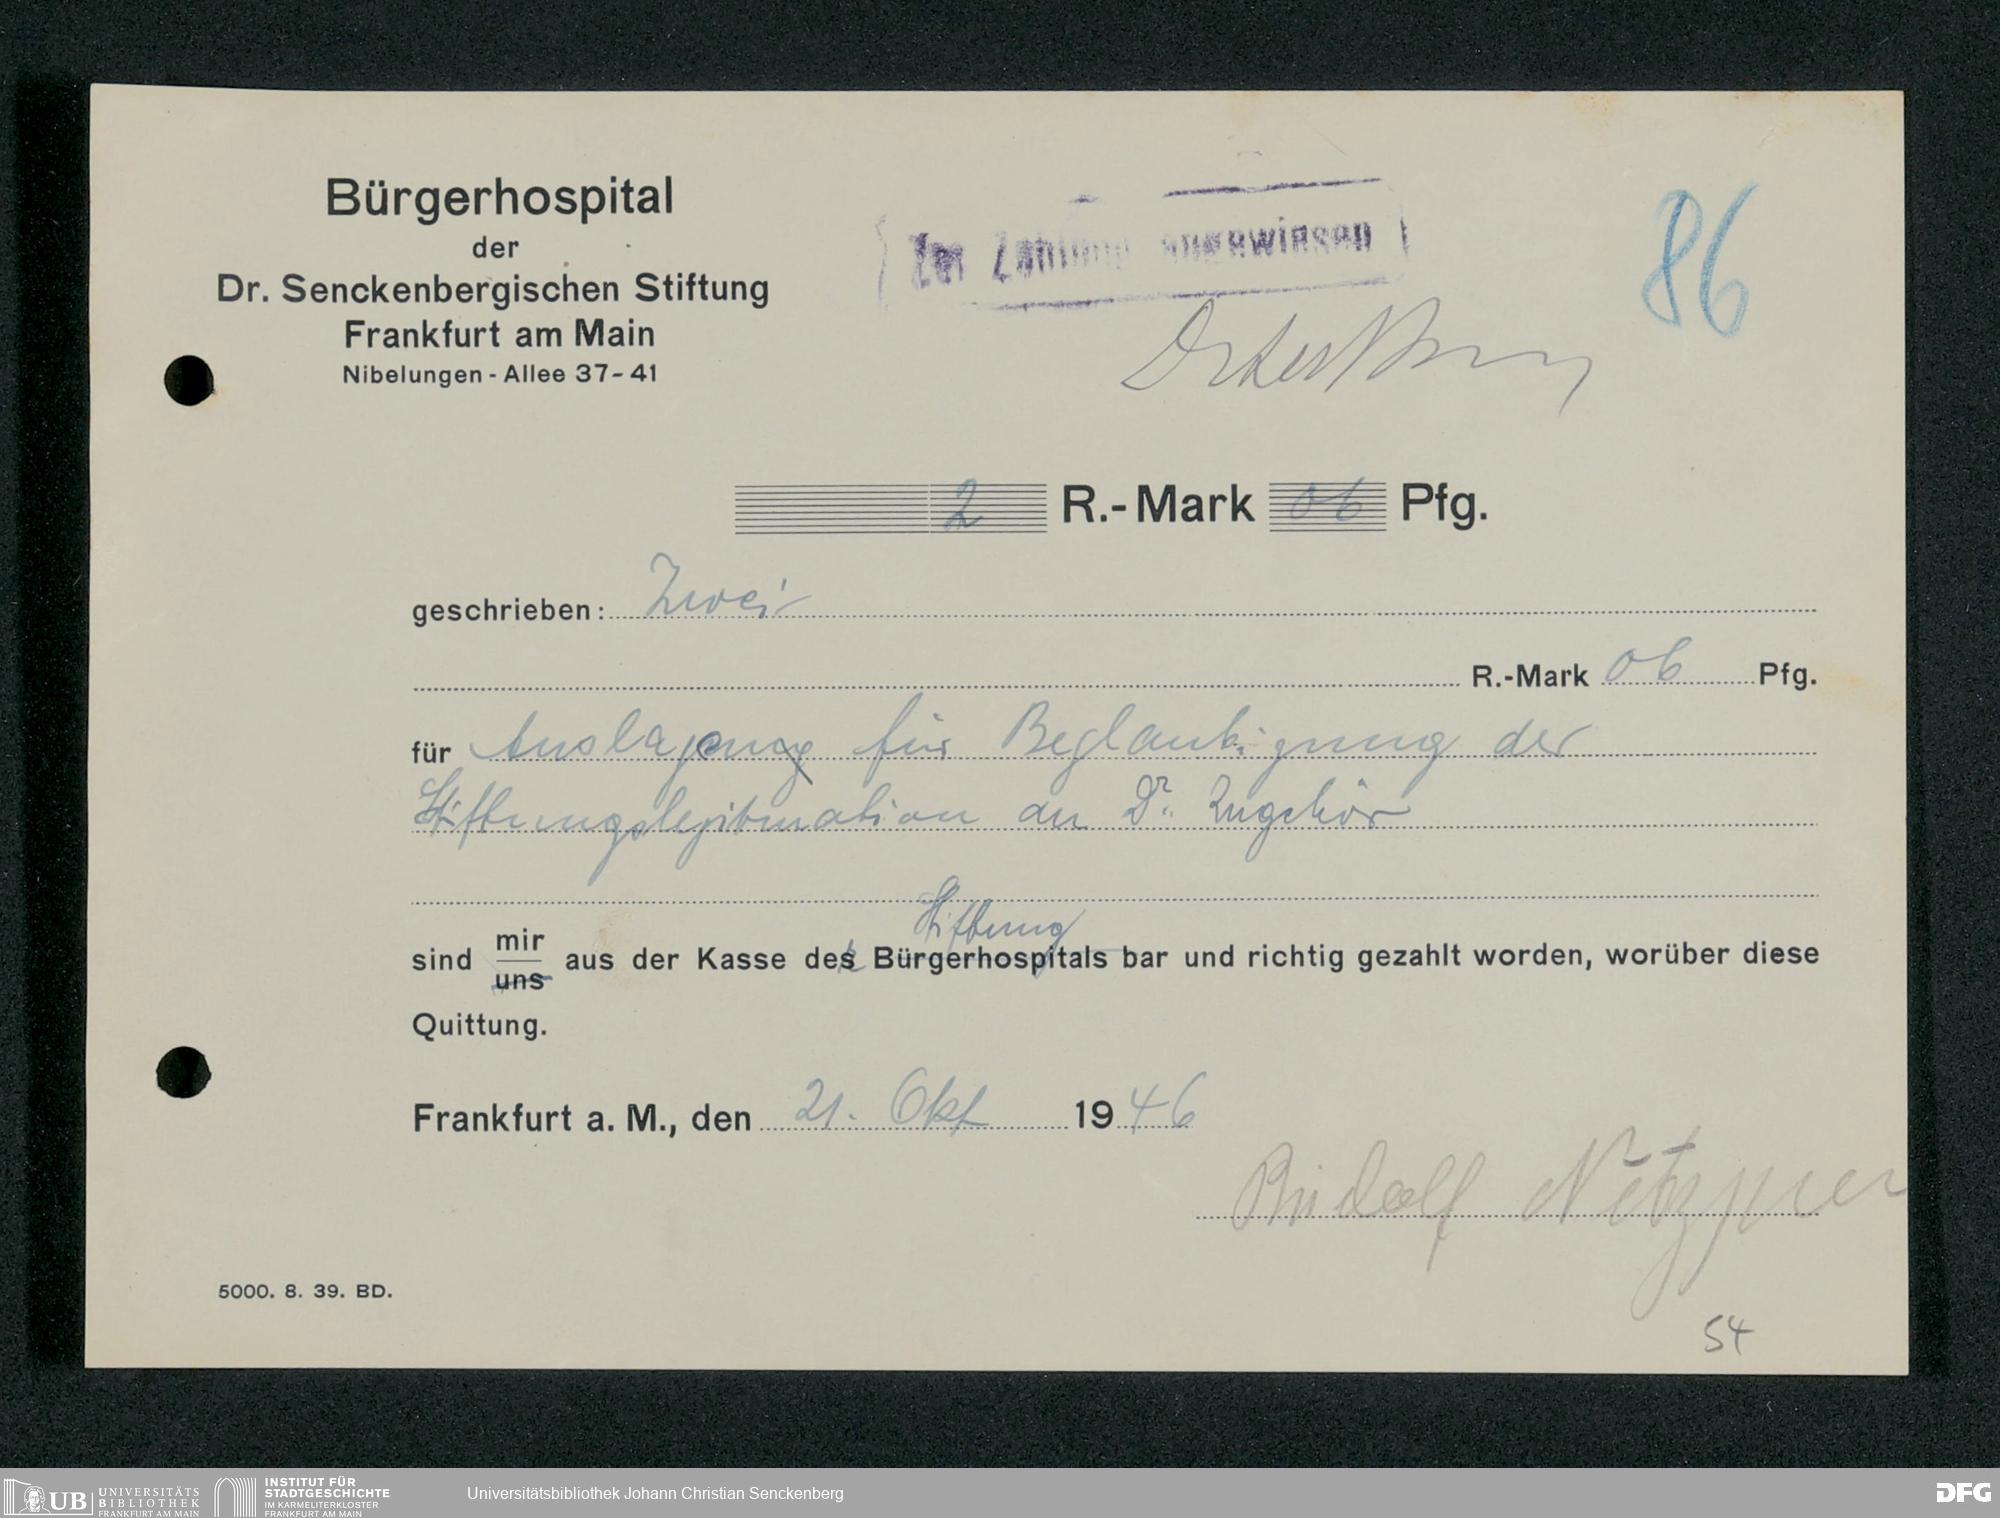 Bürgerhospital
der
Dr. Senckenbergischen Stiftung
Frankfurt am Main
Nibelungen - Allee 37-41
Zur Zahlung angewiesen
86
2 R.-Mark 06 Pfg.
geschrieben: Zwei
R.-Mark 06 Pfg.
für Auslagen für Beglaubigung der
Stiftungslegitimation an Dr.
Stiftung
sind mir
uns
aus der Kasse des Bürgerhospitals bar und richtig gezahlt worden, worüber diese
Quittung.
Frankfurt a. M., den 21. Okt 1946
Rudolf
5000. 8. 39. BD.
54
UB UNIVERSITÄTS
BIBLIOTHEK
FRANKFURT AM MAIN
INSTITUT FÜR
STADTGESCHICHTE
IM KARMELITERKLOSTER
FRANKFURT AM MAIN
Universitätsbibliothek Johann Christian Senckenberg
DFG